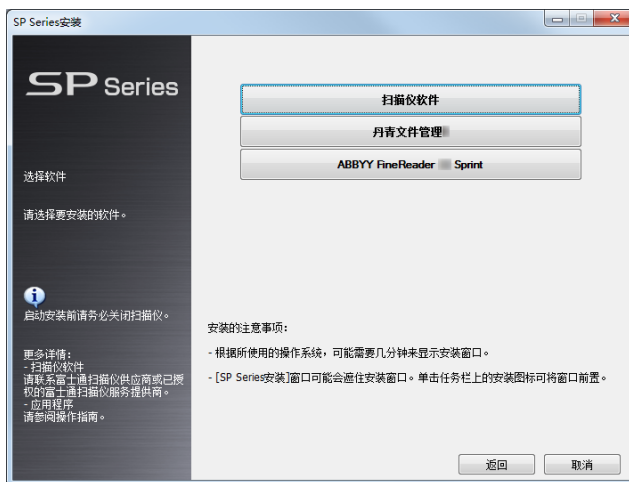 SP Series安装
SP Series
选择软件
请选择要安装的软件。
启动安装前请务必关闭扫描仪。
更多详情:
- 扫描仪软件
请联系富士通扫描仪供应商或已授
权的富士通扫描仪服务提供商。
- 应用程序
请参阅操作指南。
扫描仪软件
丹青文件管理
ABBYY FineReader Sprint
安装的注意事项:
- 根据所使用的操作系统，可能需要几分钟来显示安装窗口。
- [SP Series安装]窗口可能会遮住安装窗口。单击任务栏上的安装图标可将窗口前置。
返回
取消